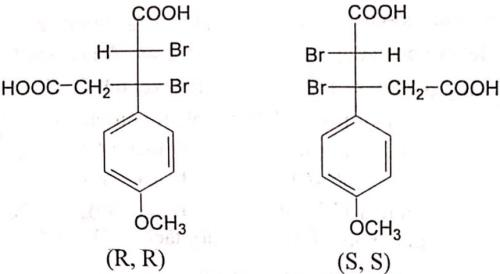 COOH COOH
H Br Br H
HOOC–CH₂ Br Br CH₂–COOH
OCH₃ OCH₃
(R, R) (S, S)